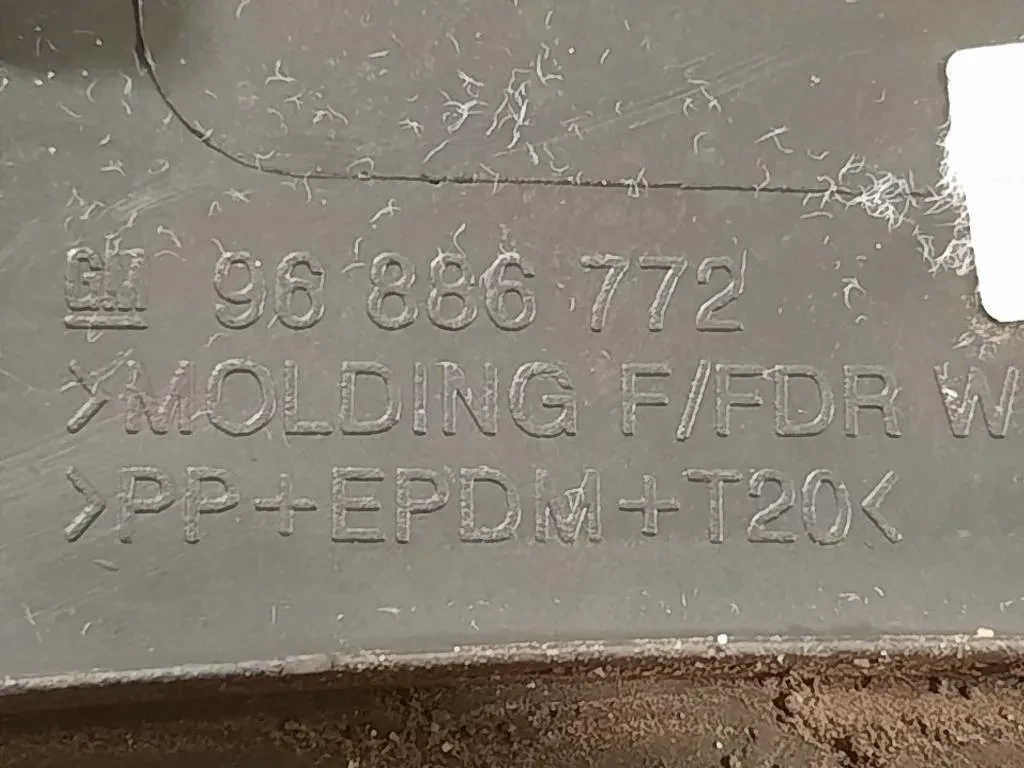 GM 96 886 772
>MOLDING F/FDR W
>PP+EPDM+T20<